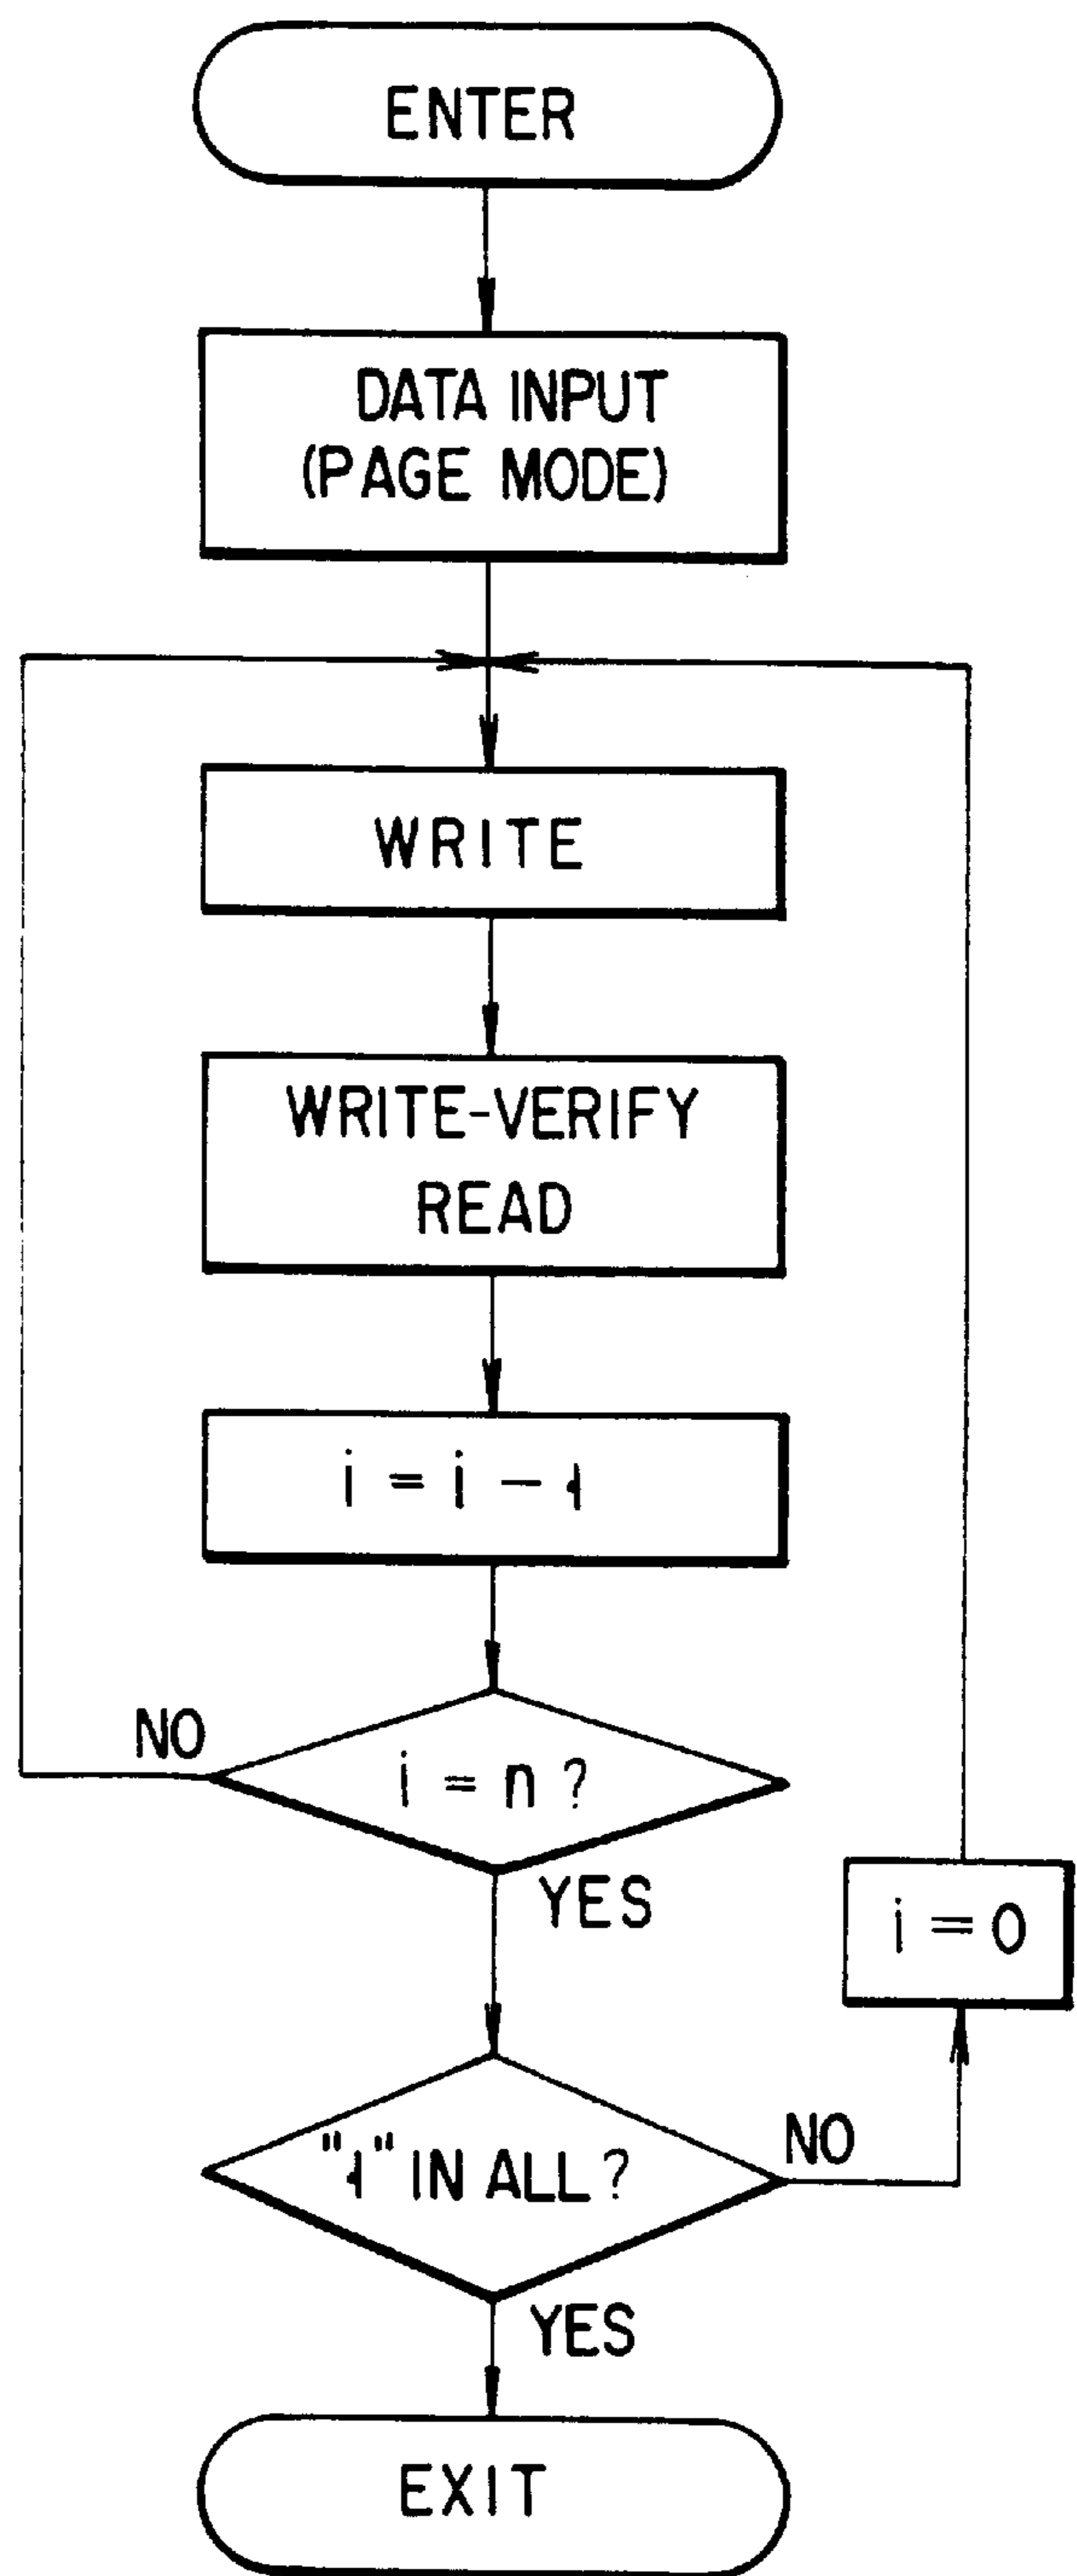 ENTER
DATA INPUT
(PAGE MODE)
WRITE
WRITE-VERIFY
READ
i = i - 1
NO
i = n ?
YES
i = 0
"1" IN ALL ?
NO
YES
EXIT